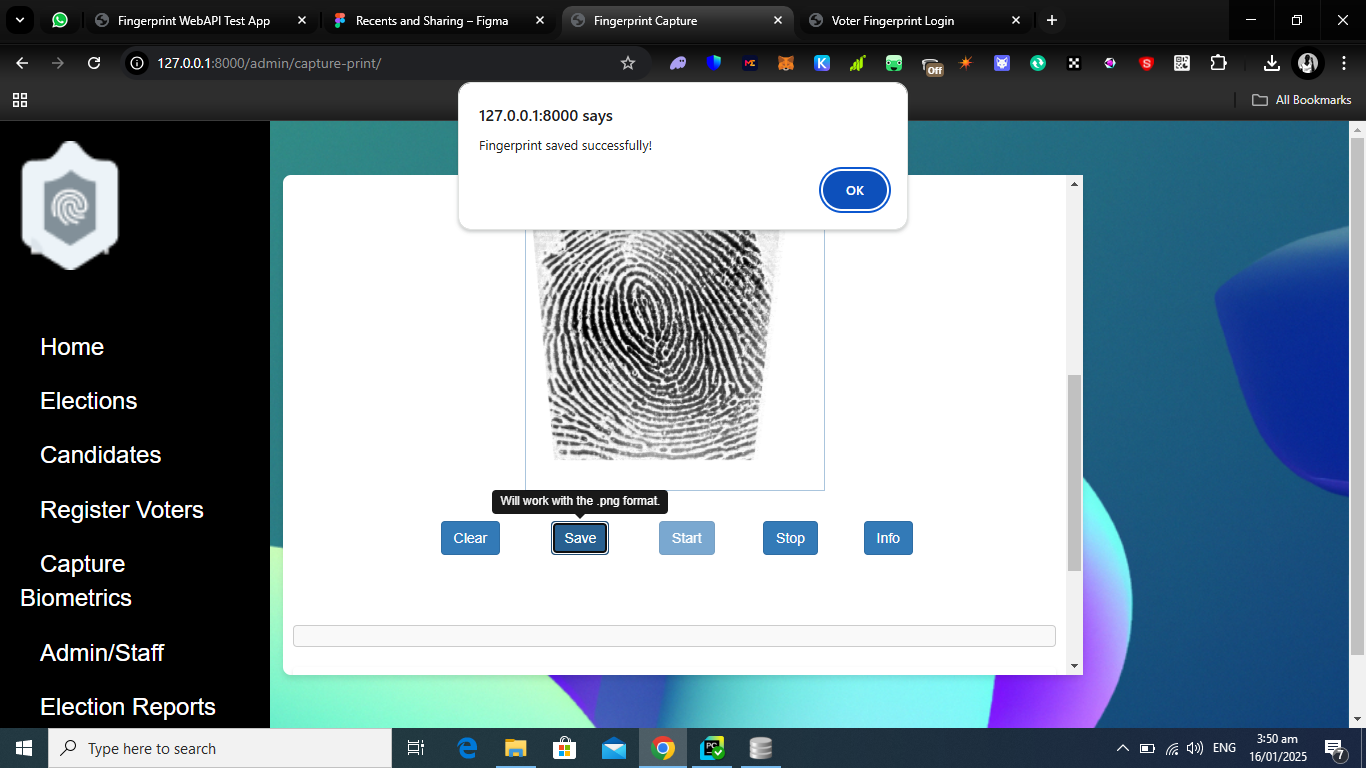 Fingerprint WebAPI Test App
Recents and Sharing – Figma
Fingerprint Capture
Voter Fingerprint Login
127.0.0.1:8000/admin/capture-print/
Off
All Bookmarks
127.0.0.1:8000 says
Fingerprint saved successfully!
OK
Home
Elections
Candidates
Register Voters
Capture
Biometrics
Admin/Staff
Election Reports
Will work with the .png format.
Clear
Save
Start
Stop
Info
Type here to search
PC
ENG
3:50 am
16/01/2025
7